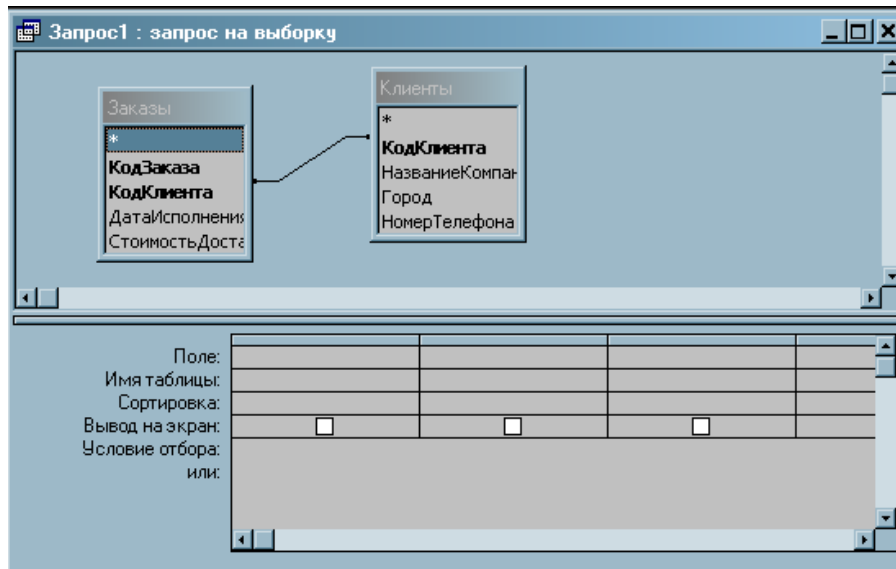 Запрос1 : запрос на выборку
Заказы
*
КодЗаказа
КодКлиента
ДатаИсполнения
СтоимостьДоста
Клиенты
*
КодКлиента
НазваниеКомпан
Город
НомерТелефона
Поле:
Имя таблицы:
Сортировка:
Вывод на экран:
Условие отбора:
или: